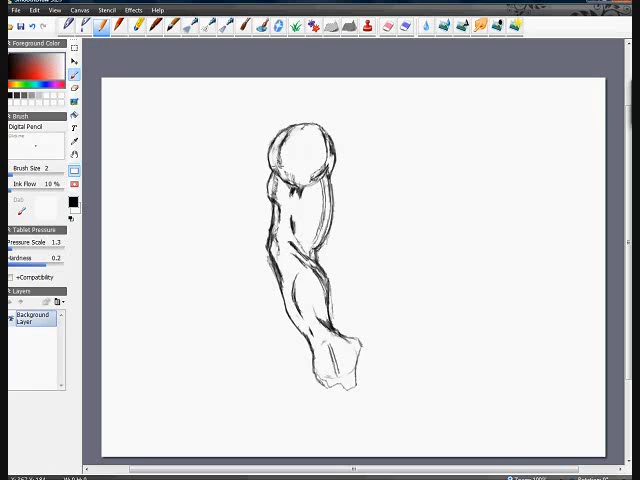 File Edit View Canvas Stencil Effects Help
Foreground Color
Brush
Digital Pencil
Brush Size 2
Ink Flow 10 %
Dab
Tablet Pressure
Pressure Scale 1.3
Hardness 0.2
+Compatibility
Layers
Background
Layer